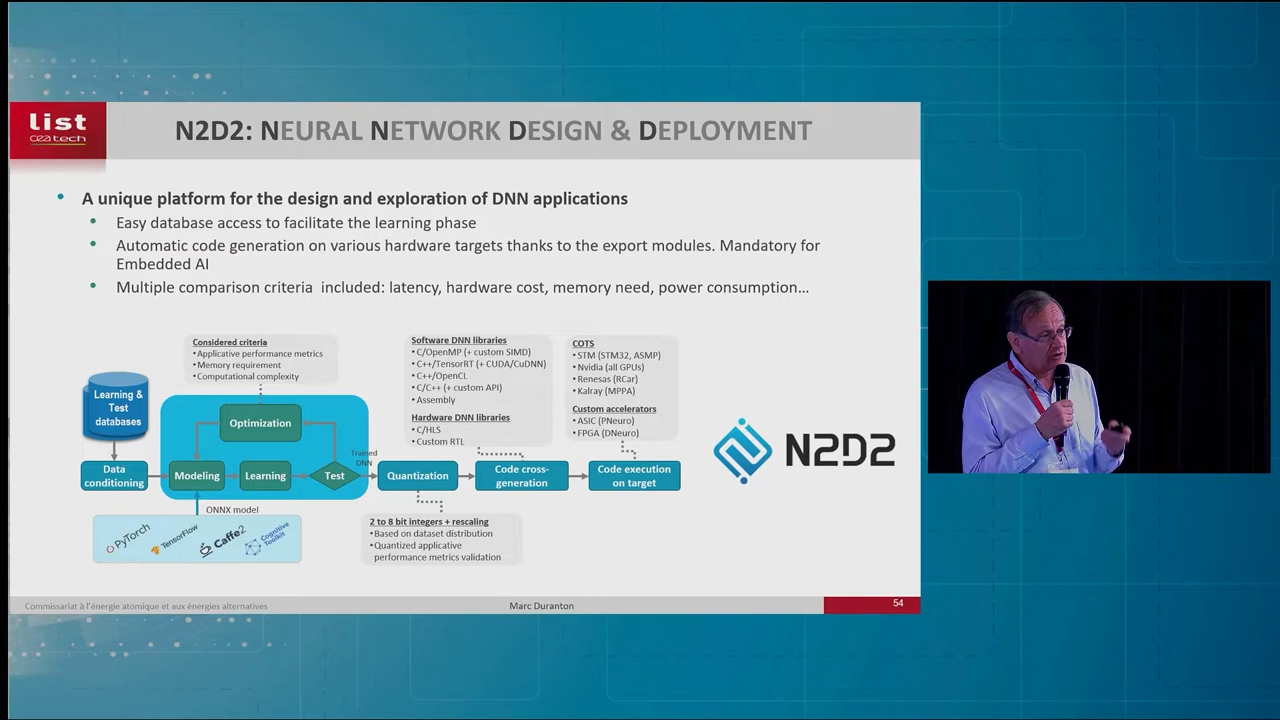 list
ceatech
N2D2: NEURAL NETWORK DESIGN & DEPLOYMENT
• A unique platform for the design and exploration of DNN applications
• Easy database access to facilitate the learning phase
• Automatic code generation on various hardware targets thanks to the export modules. Mandatory for
Embedded AI
• Multiple comparison criteria included: latency, hardware cost, memory need, power consumption…
Considered criteria
• Applicative performance metrics
• Memory requirement
• Computational complexity
Software DNN libraries
• C/OpenMP (+ custom SIMD)
• C++/TensorRT (+ CUDA/CuDNN)
• C++/OpenCL
• C/C++ (+ custom API)
• Assembly
Hardware DNN libraries
• C/HLS
• Custom RTL
COTS
• STM (STM32, ASMP)
• Nvidia (all GPUs)
• Renesas (RCar)
• Kalray (MPPA)
Custom accelerators
• ASIC (PNeuro)
• FPGA (DNeuro)
Learning &
Test
databases
Optimization
Data
conditioning
Modeling
Learning
Test
Trained
DNN
Quantization
Code cross-
generation
Code execution
on target
N2D2
ONNX model
PyTorch
TensorFlow
Caffe2
Cognitive
Toolkit
2 to 8 bit integers + rescaling
• Based on dataset distribution
• Quantized applicative
performance metrics validation
Commissariat à l'énergie atomique et aux énergies alternatives
Marc Duranton
54